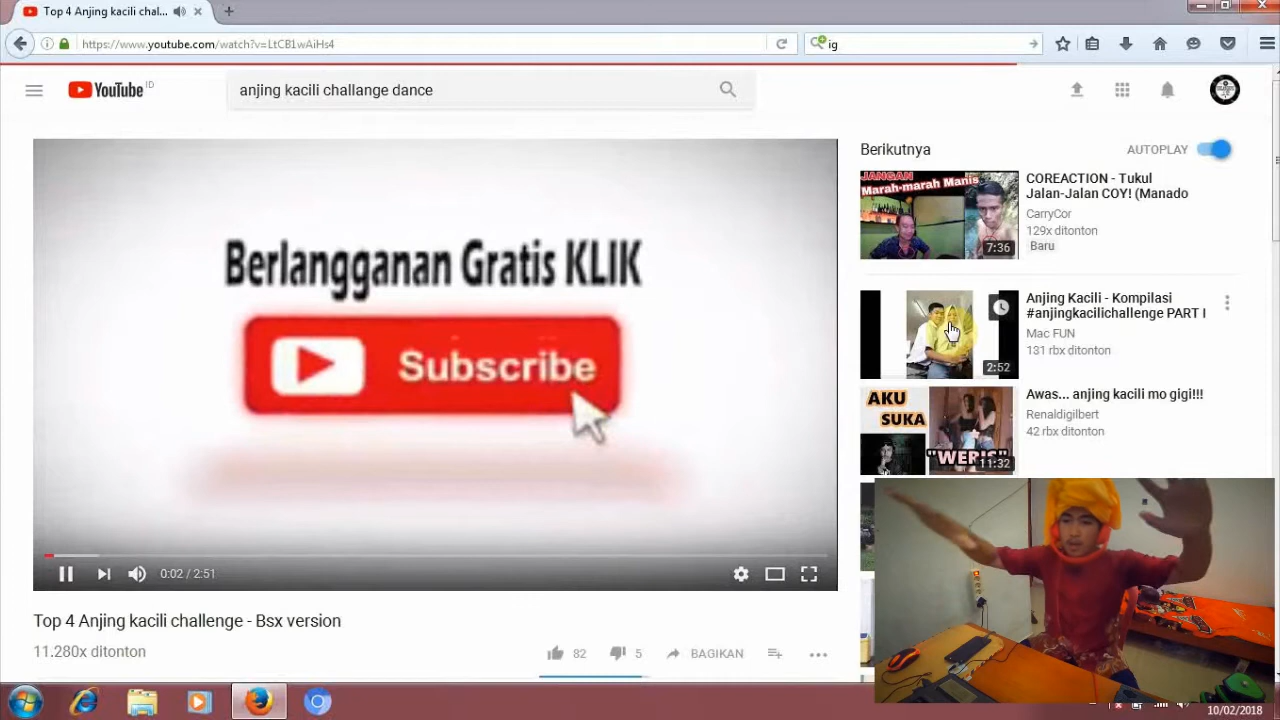 Top 4 Anjing kacili chal...
https://www.youtube.com/watch?v=LtCB1wAiHs4
ig
YouTube ID
anjing kacili challange dance
Berlangganan Gratis KLIK
Subscribe
0:02 / 2:51
Top 4 Anjing kacili challenge - Bsx version
11.280x ditonton
82
5
BAGIKAN
Berikutnya
AUTOPLAY
JANGAN
Marah-marah Manis
7:36
COREACTION - Tukul
Jalan-Jalan COY! (Manado
CarryCor
129x ditonton
Baru
2:52
Anjing Kacili - Kompilasi
#anjingkacilichallenge PART I
Mac FUN
131 rbx ditonton
AKU
SUKA
"WERIS"
11:32
Awas... anjing kacili mo gigi!!!
Renaldigilbert
42 rbx ditonton
10/02/2018